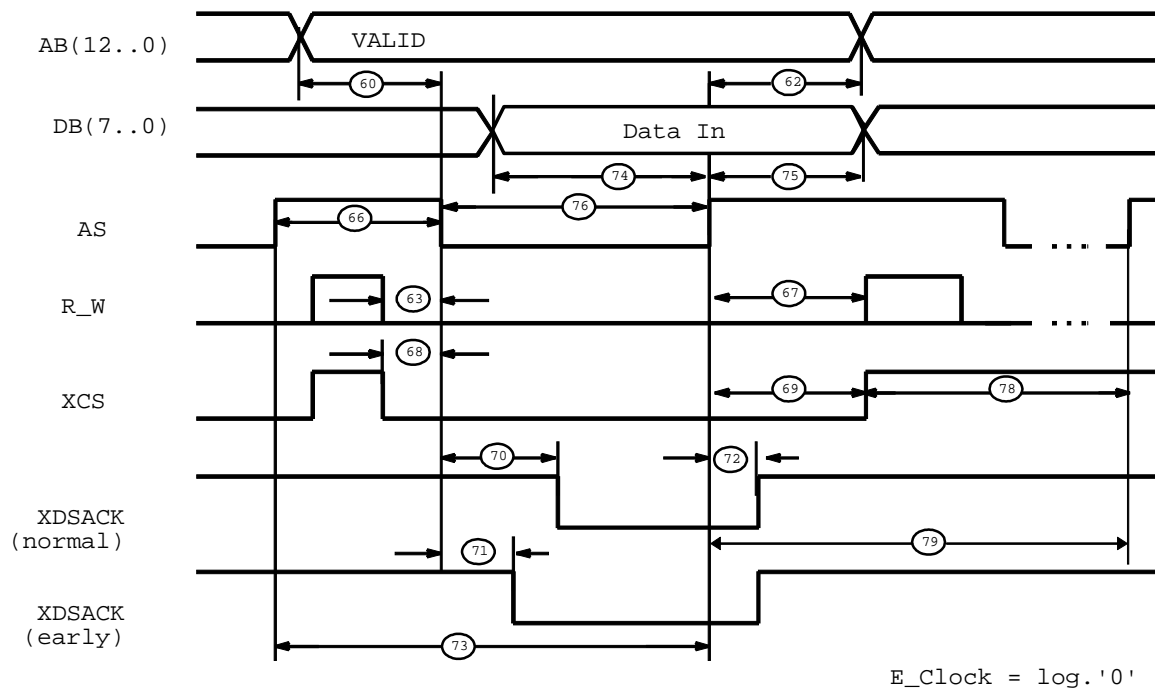 AB(12..0)
VALID
60
62
DB(7..0)
Data In
74
75
AS
66
76
R_W
63
67
68
XCS
69
78
70
72
XDSACK
(normal)
71
79
XDSACK
(early)
73
E_Clock = log.'0'